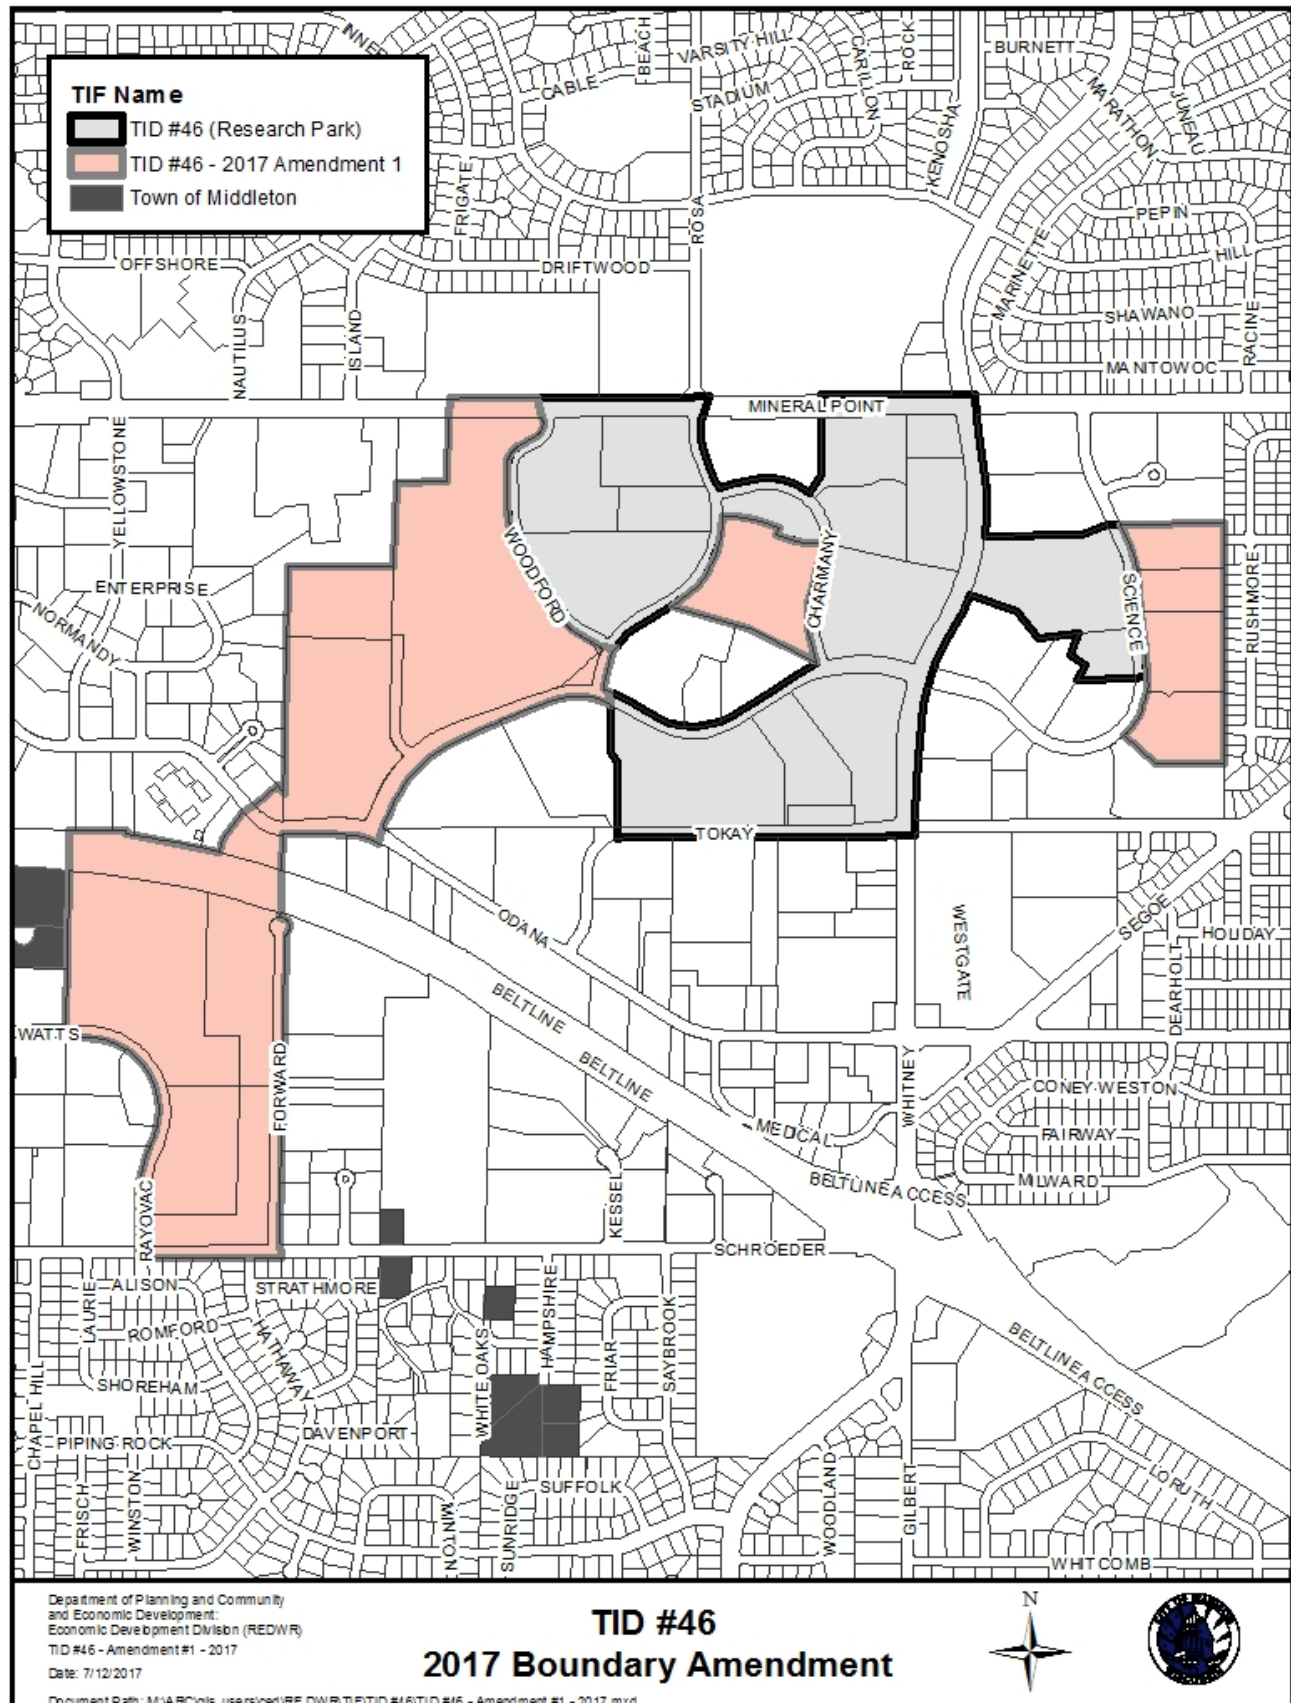 INNER
BEACH
VARSITY HILL
CARILLON
ROCK
BURNETT
CABLE
STADIUM
MARATHON
JUNEAU
KENOSHA
TIF Name
TID #46 (Research Park)
TID #46 - 2017 Amendment 1
Town of Middleton
FRIGATE
ROSA
PEPIN
HILL
MARINETTE
OFFSHORE
DRIFTWOOD
NAUTILUS
ISLAND
SHAWANO
RACINE
MANITOWOC
MINERAL POINT
YELLOWSTONE
WOODFORD
CHARMANY
SCIENCE
RUSHMORE
ENTERPRISE
NORMANDY
TOKAY
ODANA
WESTGATE
SEGOE
HOLIDAY
DEARHOLT
BELTLINE
WATTS
BELTLINE
FORWARD
WHITNEY
CONEY WESTON
MEDICAL
FAIRWAY
BELTLINE ACCESS
MILWARD
KESSEL
RAYOVAC
SCHROEDER
ALISON
STRATHMORE
LAURIE
ROMFORD
HATHAWAY
HAMPSHIRE
WHITE OAKS
FRIAR
SAYBROOK
BELTLINE ACCESS
SHOREHAM
CHAPEL HILL
PIPING ROCK
DAVENPORT
FRISCH
WINSTON
MINTON
SUNRIDGE
SUFFOLK
WOODLAND
GILBERT
LORUTH
WHITCOMB
Department of Planning and Community
and Economic Development:
Economic Development Division (REDWR)
TID #46 - Amendment #1 - 2017
Date: 7/12/2017
TID #46
2017 Boundary Amendment
N